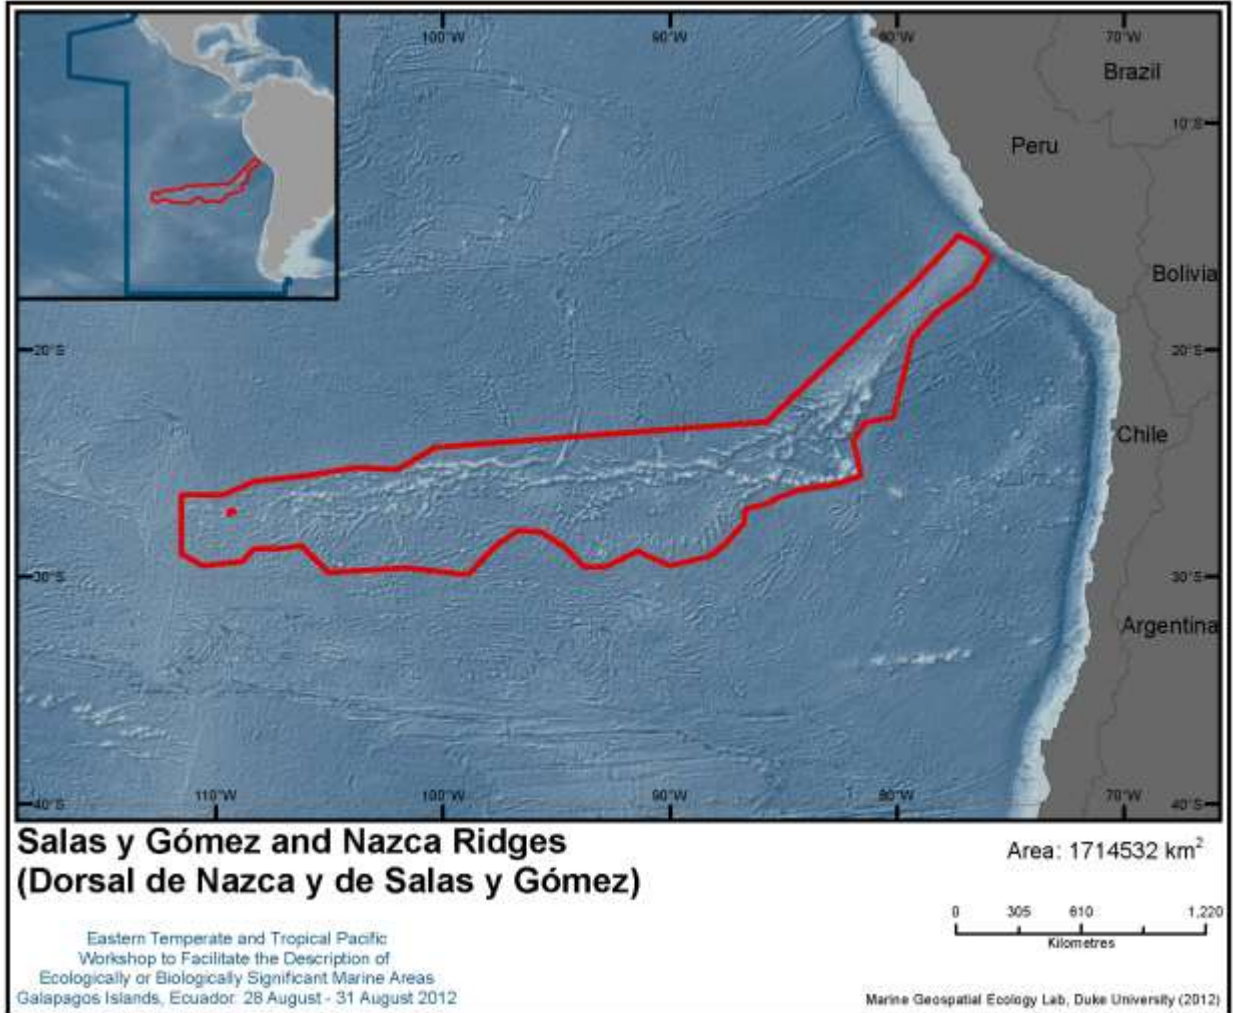 100°W 90°W 80°W 70°W
Brazil
10°S
Peru
Bolivia
20°S 20°S
Chile
30°S 30°S
Argentina
110°W 100°W 90°W 80°W 70°W
40°S 40°S
Salas y Gómez and Nazca Ridges
(Dorsal de Nazca y de Salas y Gómez)
Area: 1714532 km²
0 305 610 1,220
Kilometres
Eastern Temperate and Tropical Pacific
Workshop to Facilitate the Description of
Ecologically or Biologically Significant Marine Areas
Galapagos Islands, Ecuador: 28 August - 31 August 2012
Marine Geospatial Ecology Lab, Duke University (2012)